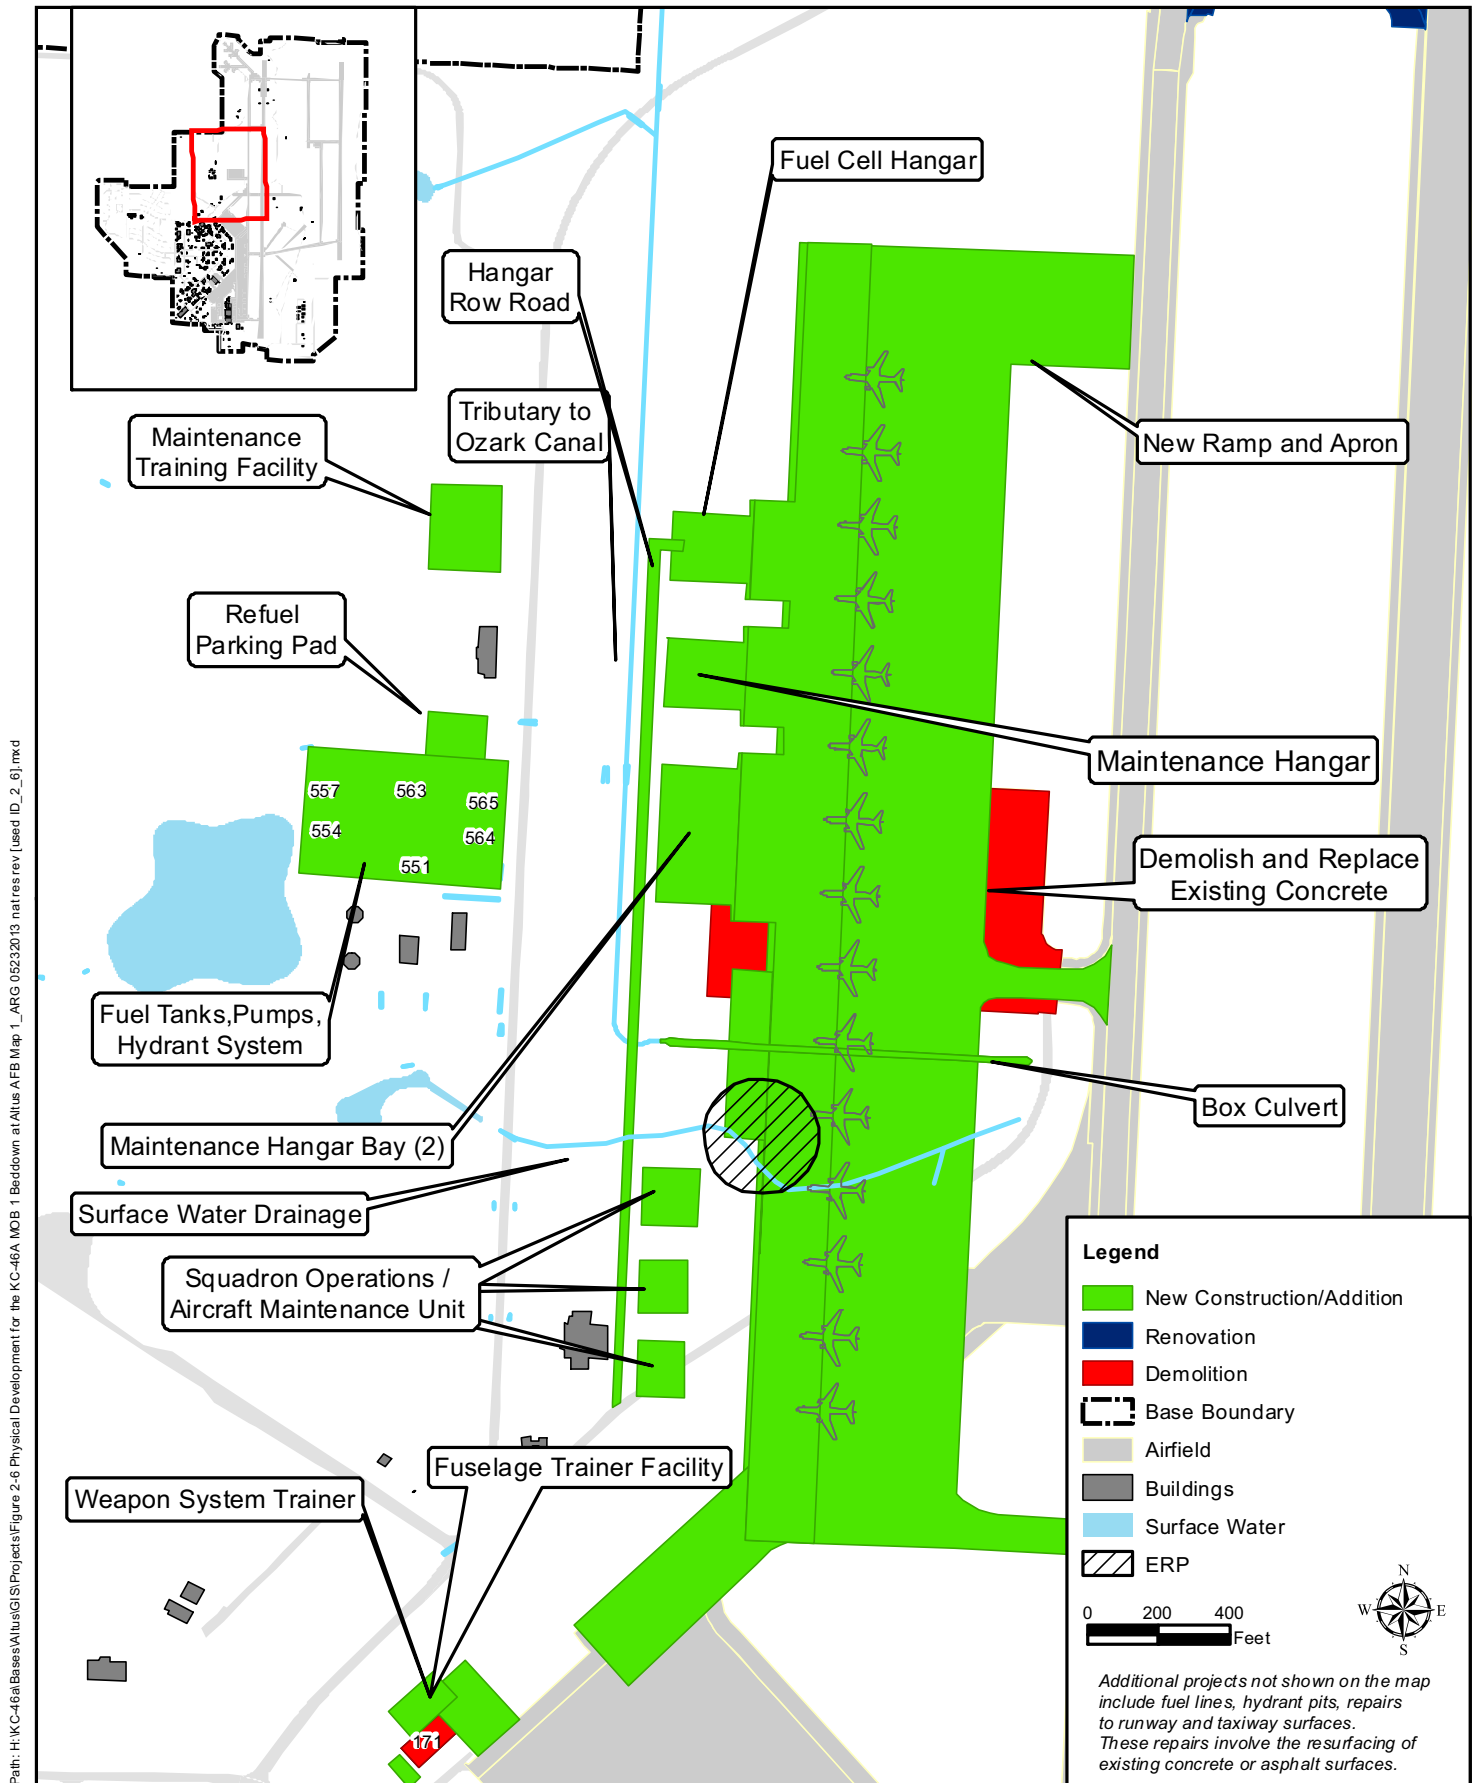 Fuel Cell Hangar
Hangar
Row Road
Tributary to
Ozark Canal
Maintenance
Training Facility
New Ramp and Apron
Refuel
Parking Pad
Maintenance Hangar
557
563
565
554
564
551
Demolish and Replace
Existing Concrete
Fuel Tanks,Pumps,
Hydrant System
Box Culvert
Maintenance Hangar Bay (2)
Surface Water Drainage
Squadron Operations /
Aircraft Maintenance Unit
Fuselage Trainer Facility
Weapon System Trainer
171
Legend
New Construction/Addition
Renovation
Demolition
Base Boundary
Airfield
Buildings
Surface Water
ERP
0 200 400
Feet
N
W E
S
Additional projects not shown on the map
include fuel lines, hydrant pits, repairs
to runway and taxiway surfaces.
These repairs involve the resurfacing of
existing concrete or asphalt surfaces.
Path: H:\KC-46a\Bases\Altus\GIS\Projects\Figure 2-6 Physical Development for the KC-46A MOB 1 Beddown at Altus AFB Map 1_ARG 05232013 natres rev [used ID_2_6].mxd